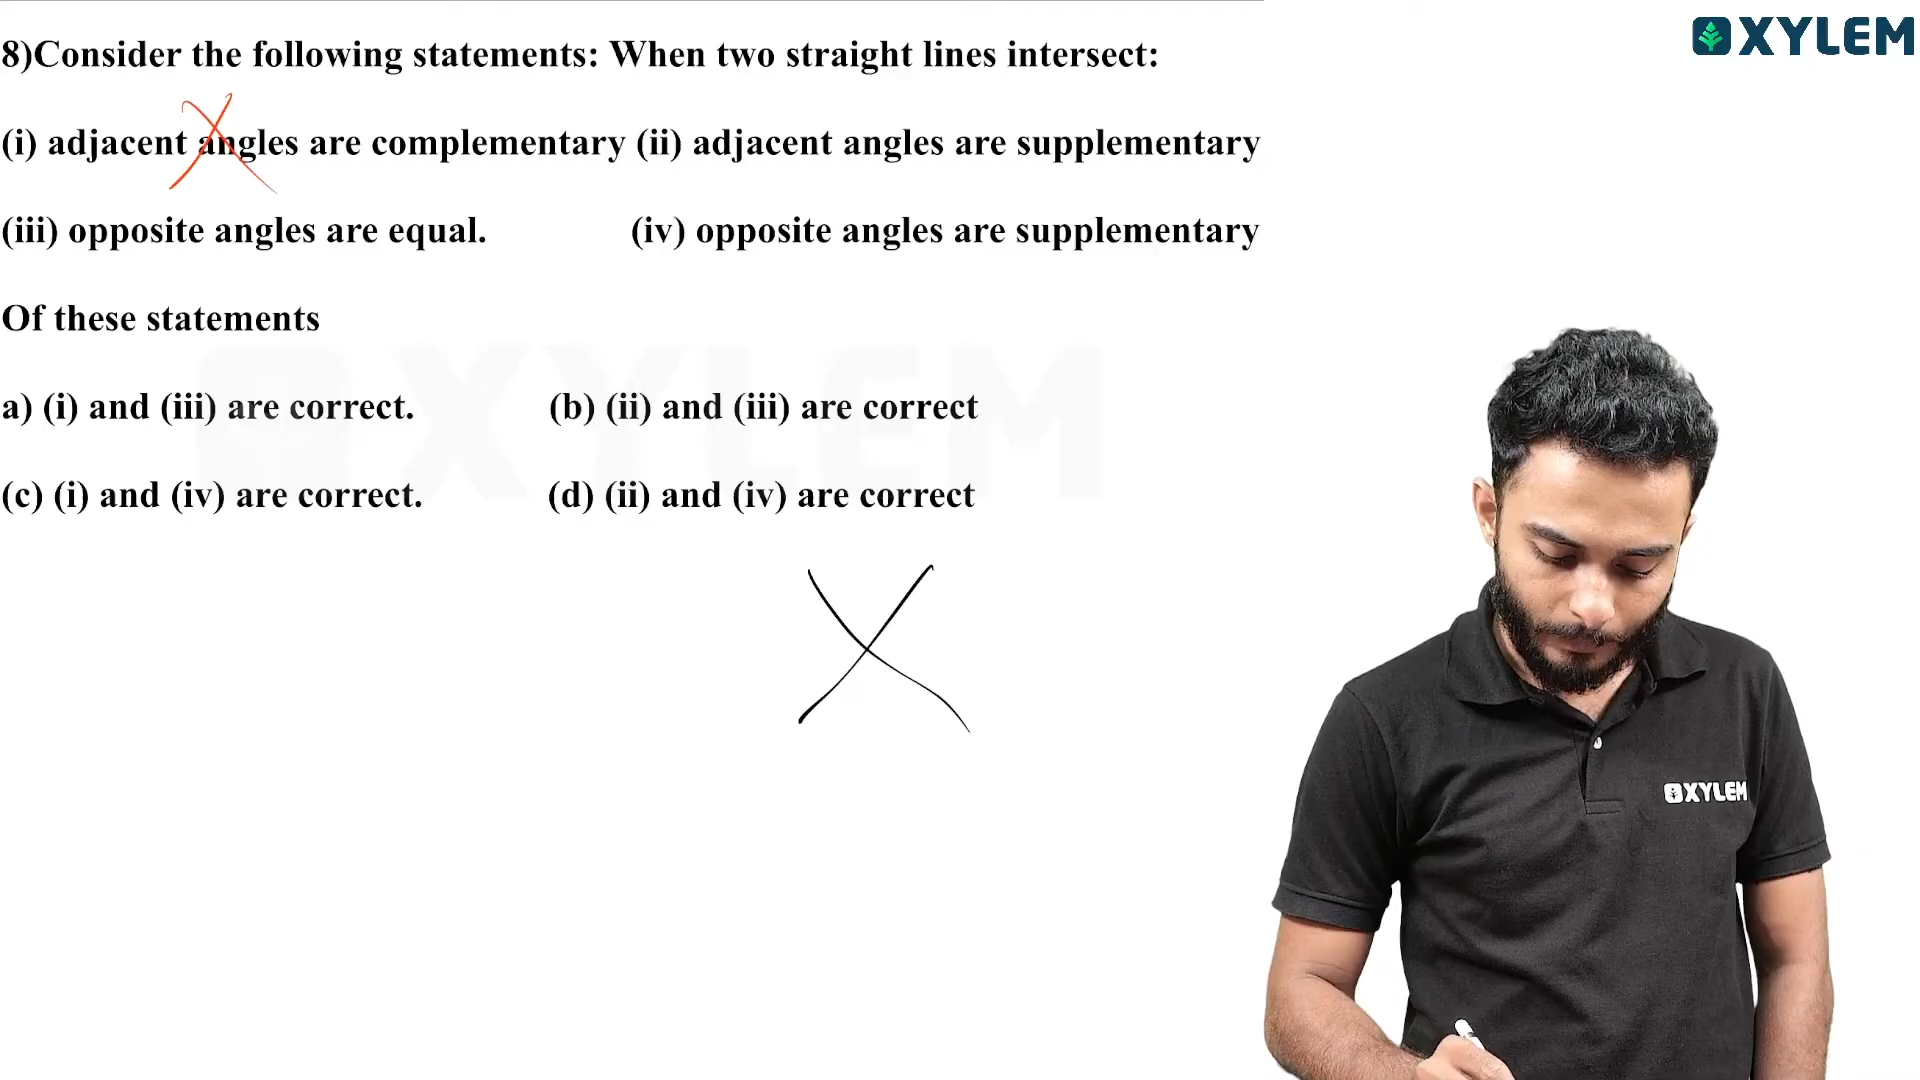 XYLEM
8)Consider the following statements: When two straight lines intersect:
(i) adjacent angles are complementary (ii) adjacent angles are supplementary
(iii) opposite angles are equal. (iv) opposite angles are supplementary
Of these statements
a) (i) and (iii) are correct. (b) (ii) and (iii) are correct
(c) (i) and (iv) are correct. (d) (ii) and (iv) are correct
XYLEM
XYLEM